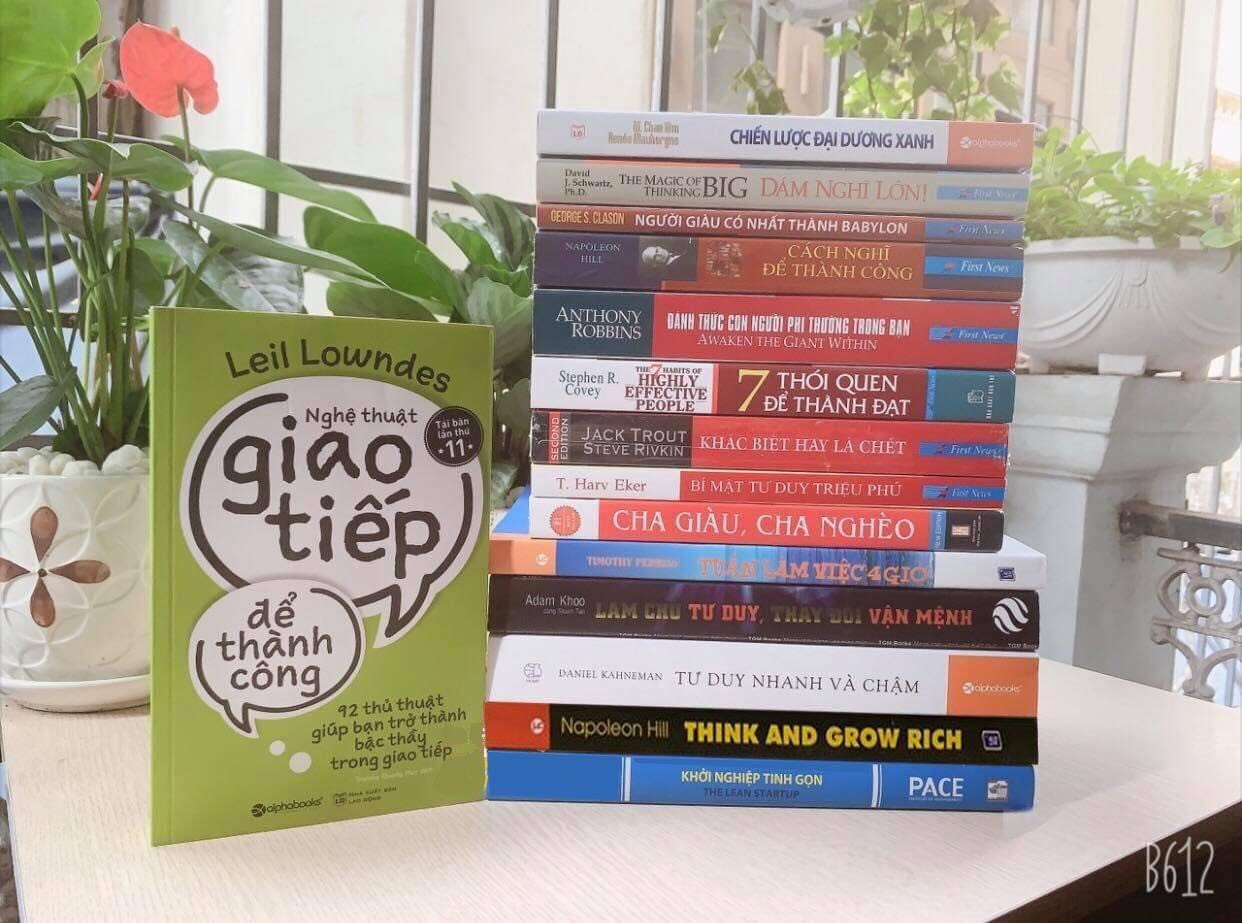 Leil Lowndes
Nghệ thuật
giao
tiếp
Tái bản
lần thứ
•11•
để
thành
công
92 thủ thuật
giúp bạn trở thành
bậc thầy
trong giao tiếp
alphabooks
NHÀ XUẤT BẢN
LAO ĐỘNG
W. Chan Kim
Renée Mauborgne
CHIẾN LƯỢC ĐẠI DƯƠNG XANH
alphabooks
David
J. Schwartz,
Ph.D.
THE MAGIC OF
THINKING BIG
DÁM NGHĨ LỚN!
First News
GEORGE S. CLASON
NGƯỜI GIÀU CÓ NHẤT THÀNH BABYLON
First News
NAPOLEON
HILL
CÁCH NGHĨ
ĐỂ THÀNH CÔNG
First News
ANTHONY
ROBBINS
ĐÁNH THỨC CON NGƯỜI PHI THƯỜNG TRONG BẠN
AWAKEN THE GIANT WITHIN
First News
Stephen R.
Covey
THE 7 HABITS OF
HIGHLY
EFFECTIVE
PEOPLE
7 THÓI QUEN
ĐỂ THÀNH ĐẠT
SECOND
EDITION
JACK TROUT
STEVE RIVKIN
KHÁC BIỆT HAY LÀ CHẾT
First News
T. Harv Eker
BÍ MẬT TƯ DUY TRIỆU PHÚ
First News
CHA GIÀU, CHA NGHÈO
NEW EDITION
TIMOTHY FERRISS
TUẦN LÀM VIỆC 4 GIỜ
Adam Khoo
LÀM CHỦ TƯ DUY, THAY ĐỔI VẬN MỆNH
DANIEL KAHNEMAN
TƯ DUY NHANH VÀ CHẬM
alphabooks
Napoleon Hill
THINK AND GROW RICH
KHỞI NGHIỆP TINH GỌN
THE LEAN STARTUP
PACE
B612